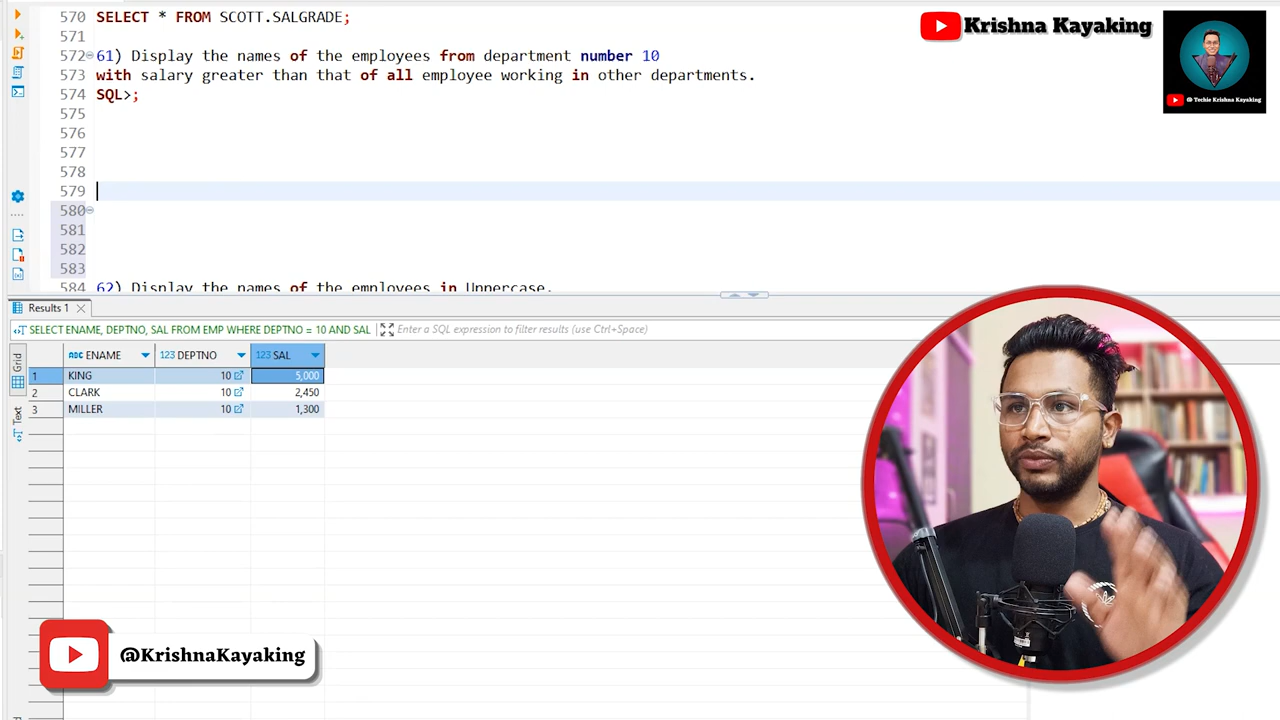 570 SELECT * FROM SCOTT.SALGRADE;
571
572 61) Display the names of the employees from department number 10
573 with salary greater than that of all employee working in other departments.
574 SQL>;
575
576
577
578
579
580
581
582
583
584 62) Display the names of the employees in Uppercase.
Krishna Kayaking
@ Techie Krishna Kayaking
Results 1
SELECT ENAME, DEPTNO, SAL FROM EMP WHERE DEPTNO = 10 AND SAL
Enter a SQL expression to filter results (use Ctrl+Space)
Grid
Text
ABC ENAME 123 DEPTNO 123 SAL
1 KING 10 5,000
2 CLARK 10 2,450
3 MILLER 10 1,300
@KrishnaKayaking